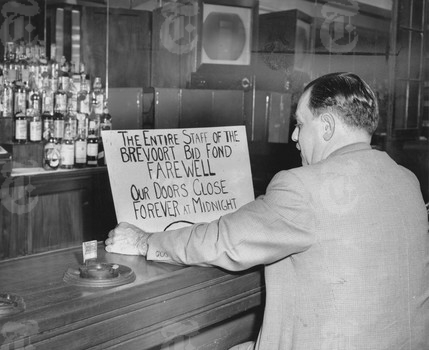 THE ENTIRE STAFF OF THE
BREVOORT BID FOND
FAREWELL
OUR DOORS CLOSE
FOREVER AT MIDNIGHT